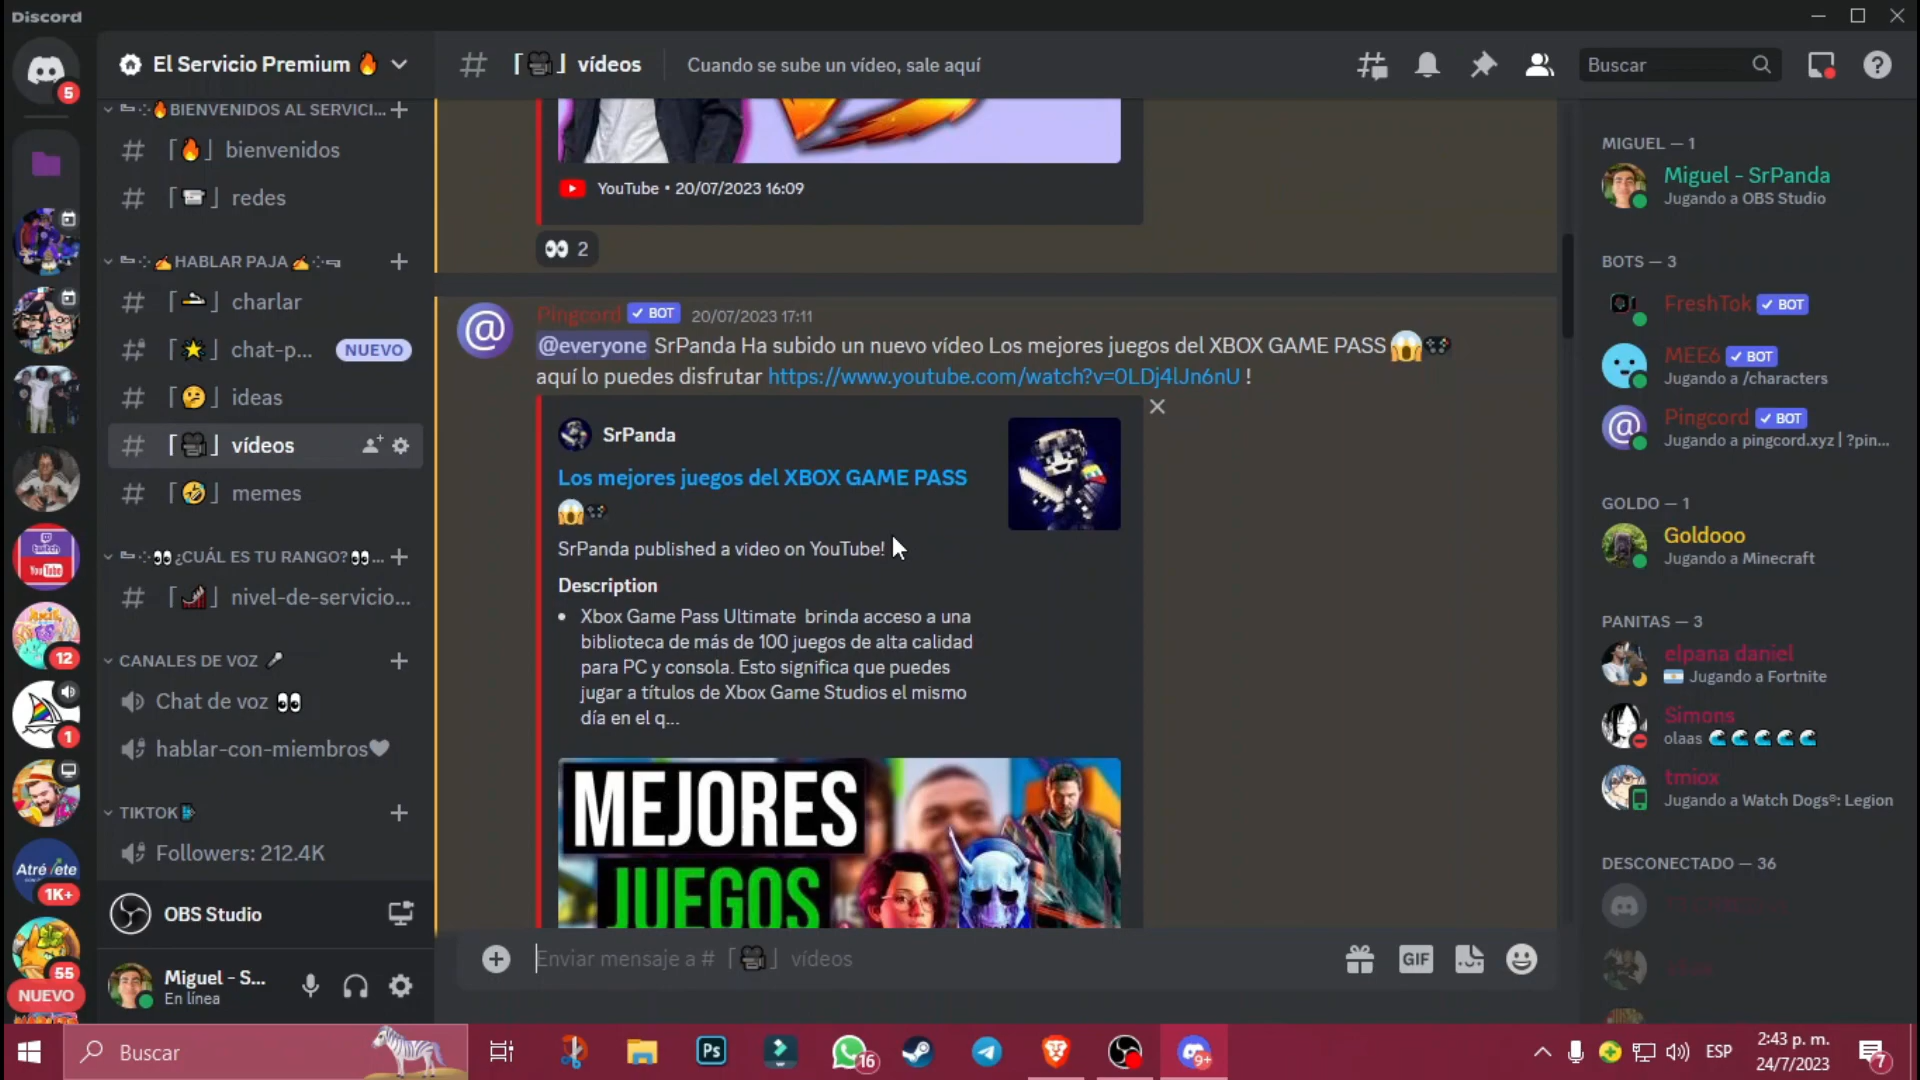 Discord
5
El Servicio Premium 🔥
BIENVENIDOS AL SERVICI...
「🔥」 bienvenidos
「📨」 redes
✍HABLAR PAJA✍
「🚬」 charlar
「🌟」 chat-p... NUEVO
「🤔」 ideas
「🎥」 vídeos
「🤣」 memes
👀¿CUÁL ES TU RANGO?👀...
「」 nivel-de-servicio...
CANALES DE VOZ 🎤
Chat de voz 👀
hablar-con-miembros♥
TIKTOK
Followers: 212.4K
OBS Studio
Miguel - S...
En línea
twitch
YouTube
12
1
1K+
55
NUEVO
# 「🎥」 vídeos
Cuando se sube un vídeo, sale aquí
Buscar
YouTube • 20/07/2023 16:09
👀 2
Pingcord ✓ BOT 20/07/2023 17:11
@everyone SrPanda Ha subido un nuevo vídeo Los mejores juegos del XBOX GAME PASS 😱🎮
aquí lo puedes disfrutar https://www.youtube.com/watch?v=0LDj4lJn6nU !
SrPanda
Los mejores juegos del XBOX GAME PASS
😱🎮
SrPanda published a video on YouTube!
Description
• Xbox Game Pass Ultimate brinda acceso a una
biblioteca de más de 100 juegos de alta calidad
para PC y consola. Esto significa que puedes
jugar a títulos de Xbox Game Studios el mismo
día en el q...
MEJORES
JUEGOS
Enviar mensaje a # 「🎥」 vídeos
GIF
MIGUEL — 1
Miguel - SrPanda
Jugando a OBS Studio
BOTS — 3
FreshTok ✓ BOT
MEE6 ✓ BOT
Jugando a /characters
Pingcord ✓ BOT
Jugando a pingcord.xyz | ?pin...
GOLDO — 1
Goldooo
Jugando a Minecraft
PANITAS — 3
elpana daniel
🇦🇷 Jugando a Fortnite
Simons
olaas 🌊🌊🌊🌊🌊
tmiox
Jugando a Watch Dogs®: Legion
DESCONECTADO — 36
Buscar
Ps
16
9+
ESP
2:43 p. m.
24/7/2023
7